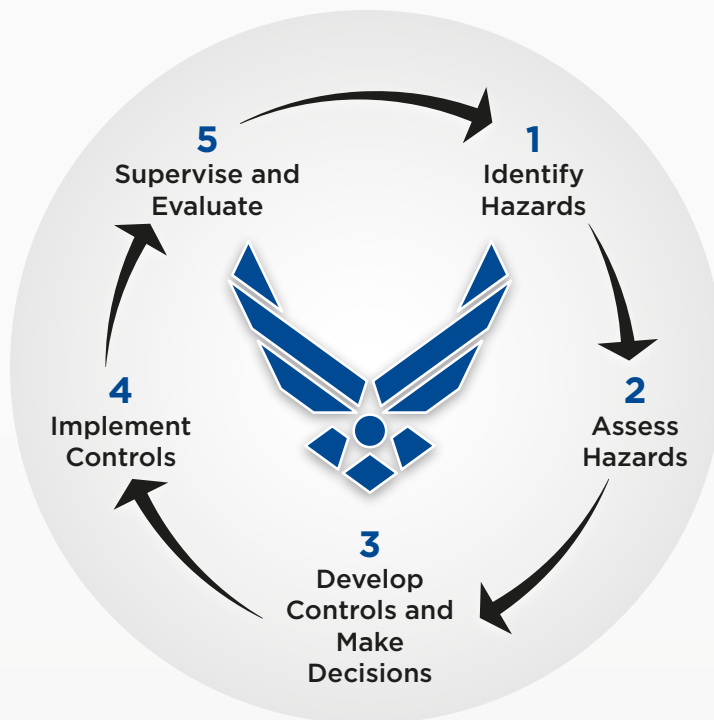 1
Identify
Hazards
2
Assess
Hazards
3
Develop
Controls and
Make
Decisions
4
Implement
Controls
5
Supervise and
Evaluate